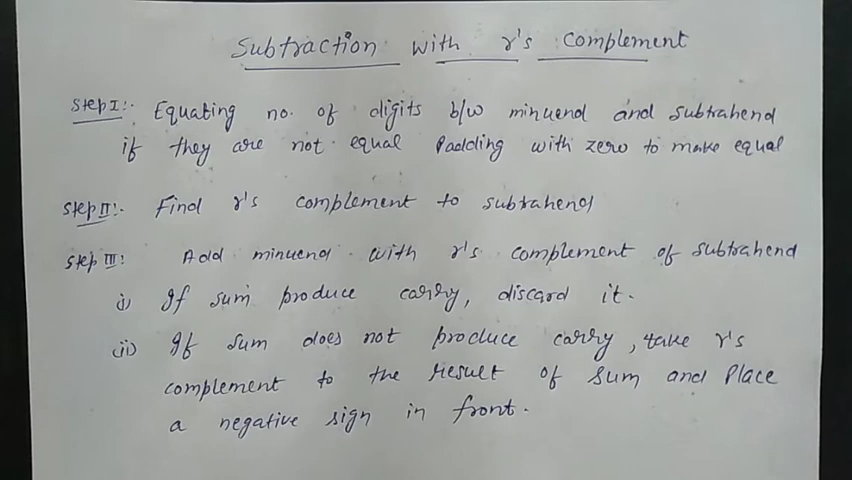 Subtraction with r's complement
Step I:- Equating no. of digits b/w minuend and subtrahend
if they are not equal Padding with zero to make equal
Step II:- Find r's complement to subtrahend
Step III: Add minuend with r's complement of subtrahend
i) If sum produce carry, discard it.
ii) If sum does not produce carry, take r's
complement to the result of sum and Place
a negative sign in front.